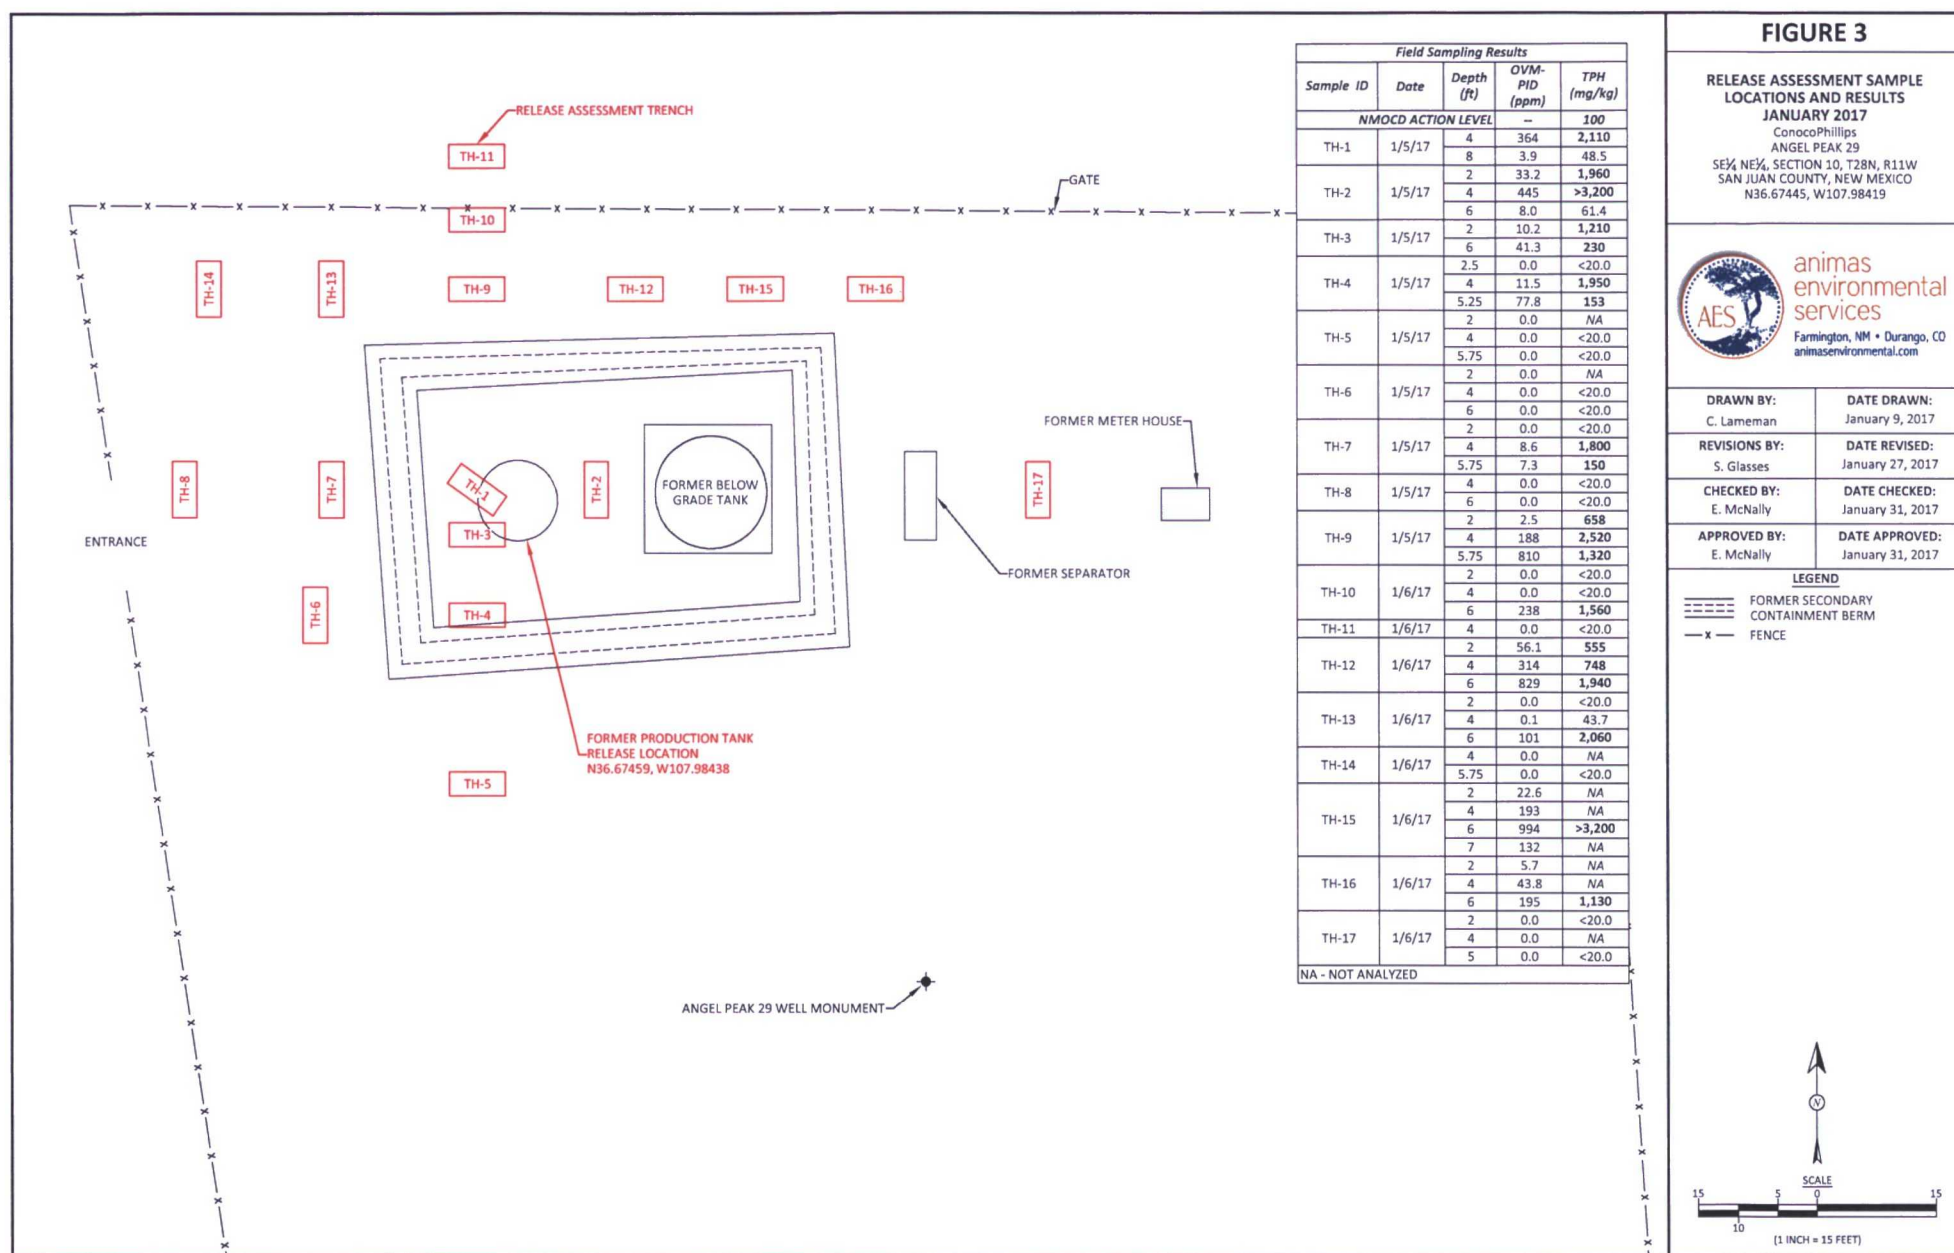 RELEASE ASSESSMENT TRENCH
TH-11
GATE
TH-10
TH-14
TH-13
TH-9
TH-12
TH-15
TH-16
FORMER METER HOUSE
TH-8
TH-7
TH-1
TH-2
FORMER BELOW
GRADE TANK
TH-17
TH-3
ENTRANCE
FORMER SEPARATOR
TH-6
TH-4
FORMER PRODUCTION TANK
RELEASE LOCATION
N36.67459, W107.98438
TH-5
ANGEL PEAK 29 WELL MONUMENT
Field Sampling Results
Sample ID Date Depth (ft) OVM-PID (ppm) TPH (mg/kg)
NMOCD ACTION LEVEL -- 100
TH-1 1/5/17 4 364 2,110
8 3.9 48.5
TH-2 1/5/17 2 33.2 1,960
4 445 >3,200
6 8.0 61.4
TH-3 1/5/17 2 10.2 1,210
6 41.3 230
TH-4 1/5/17 2.5 0.0 <20.0
4 11.5 1,950
5.25 77.8 153
TH-5 1/5/17 2 0.0 NA
4 0.0 <20.0
5.75 0.0 <20.0
TH-6 1/5/17 2 0.0 NA
4 0.0 <20.0
6 0.0 <20.0
TH-7 1/5/17 2 0.0 <20.0
4 8.6 1,800
5.75 7.3 150
TH-8 1/5/17 4 0.0 <20.0
6 0.0 <20.0
TH-9 1/5/17 2 2.5 658
4 188 2,520
5.75 810 1,320
TH-10 1/6/17 2 0.0 <20.0
4 0.0 <20.0
6 238 1,560
TH-11 1/6/17 4 0.0 <20.0
TH-12 1/6/17 2 56.1 555
4 314 748
6 829 1,940
TH-13 1/6/17 2 0.0 <20.0
4 0.1 43.7
6 101 2,060
TH-14 1/6/17 4 0.0 NA
5.75 0.0 <20.0
TH-15 1/6/17 2 22.6 NA
4 193 NA
6 994 >3,200
7 132 NA
TH-16 1/6/17 2 5.7 NA
4 43.8 NA
6 195 1,130
TH-17 1/6/17 2 0.0 <20.0
4 0.0 NA
5 0.0 <20.0
NA - NOT ANALYZED
FIGURE 3
RELEASE ASSESSMENT SAMPLE
LOCATIONS AND RESULTS
JANUARY 2017
ConocoPhillips
ANGEL PEAK 29
SE¼ NE¼, SECTION 10, T28N, R11W
SAN JUAN COUNTY, NEW MEXICO
N36.67445, W107.98419
AES
animas
environmental
services
Farmington, NM • Durango, CO
animasenvironmental.com
DRAWN BY: DATE DRAWN:
C. Lameman January 9, 2017
REVISIONS BY: DATE REVISED:
S. Glasses January 27, 2017
CHECKED BY: DATE CHECKED:
E. McNally January 31, 2017
APPROVED BY: DATE APPROVED:
E. McNally January 31, 2017
LEGEND
FORMER SECONDARY
CONTAINMENT BERM
x FENCE
N
SCALE
15 5 0 15
10
(1 INCH = 15 FEET)